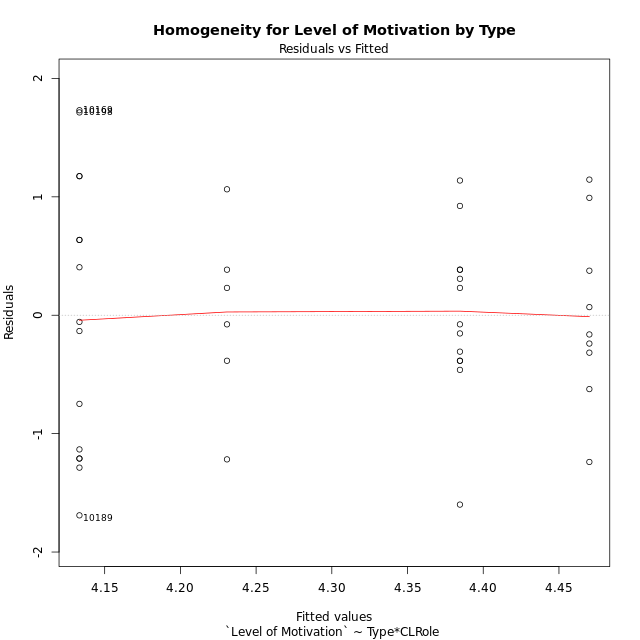 Homogeneity for Level of Motivation by Type
Residuals vs Fitted
2
1
0
-1
-2
Residuals
10169
10198
10189
4.15 4.20 4.25 4.30 4.35 4.40 4.45
Fitted values
`Level of Motivation` ~ Type*CLRole